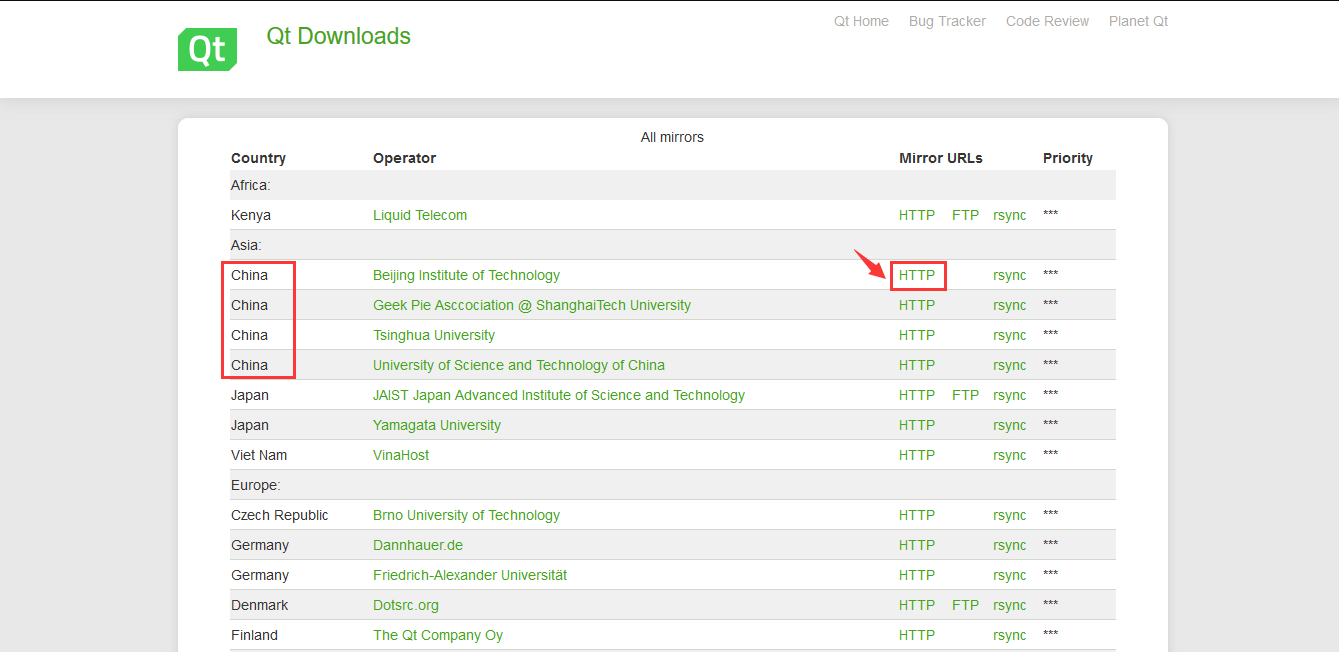 Qt Home Bug Tracker Code Review Planet Qt
Qt Qt Downloads
All mirrors
Country Operator Mirror URLs Priority
Africa:
Kenya Liquid Telecom HTTP FTP rsync ***
Asia:
China Beijing Institute of Technology HTTP rsync ***
China Geek Pie Asccociation @ ShanghaiTech University HTTP rsync ***
China Tsinghua University HTTP rsync ***
China University of Science and Technology of China HTTP rsync ***
Japan JAIST Japan Advanced Institute of Science and Technology HTTP FTP rsync ***
Japan Yamagata University HTTP rsync ***
Viet Nam VinaHost HTTP rsync ***
Europe:
Czech Republic Brno University of Technology HTTP rsync ***
Germany Dannhauer.de HTTP rsync ***
Germany Friedrich-Alexander Universität HTTP rsync ***
Denmark Dotsrc.org HTTP FTP rsync ***
Finland The Qt Company Oy HTTP rsync ***